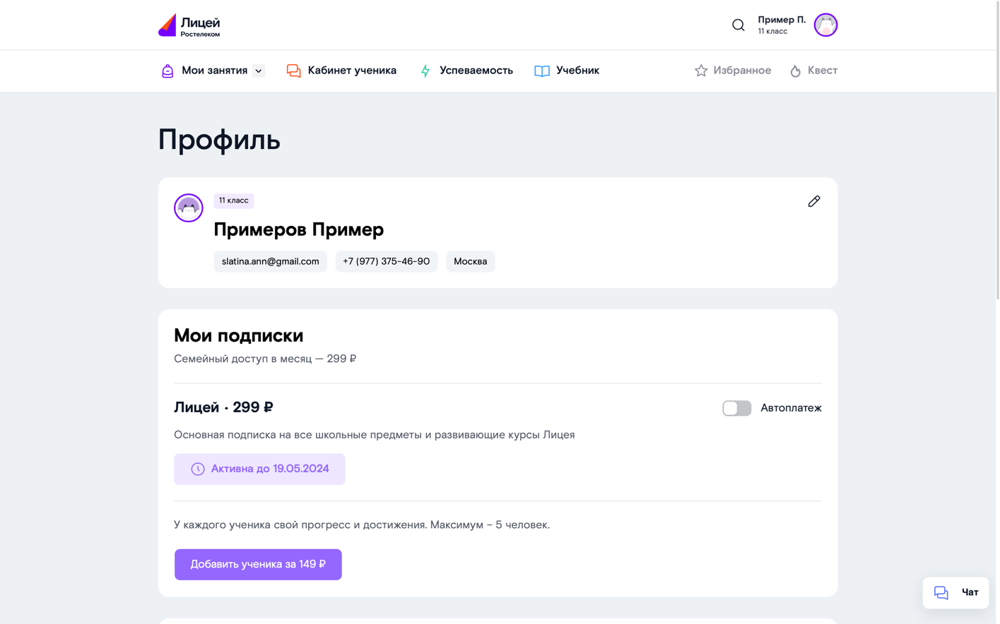 Лицей
Ростелеком
Пример П.
11 класс
Мои занятия
Кабинет ученика
Успеваемость
Учебник
Избранное
Квест
Профиль
11 класс
Примеров Пример
slatina.ann@gmail.com
+7 (977) 375-46-90
Москва
Мои подписки
Семейный доступ в месяц — 299 ₽
Лицей · 299 ₽
Автоплатеж
Основная подписка на все школьные предметы и развивающие курсы Лицея
Активна до 19.05.2024
У каждого ученика свой прогресс и достижения. Максимум – 5 человек.
Добавить ученика за 149 ₽
Чат